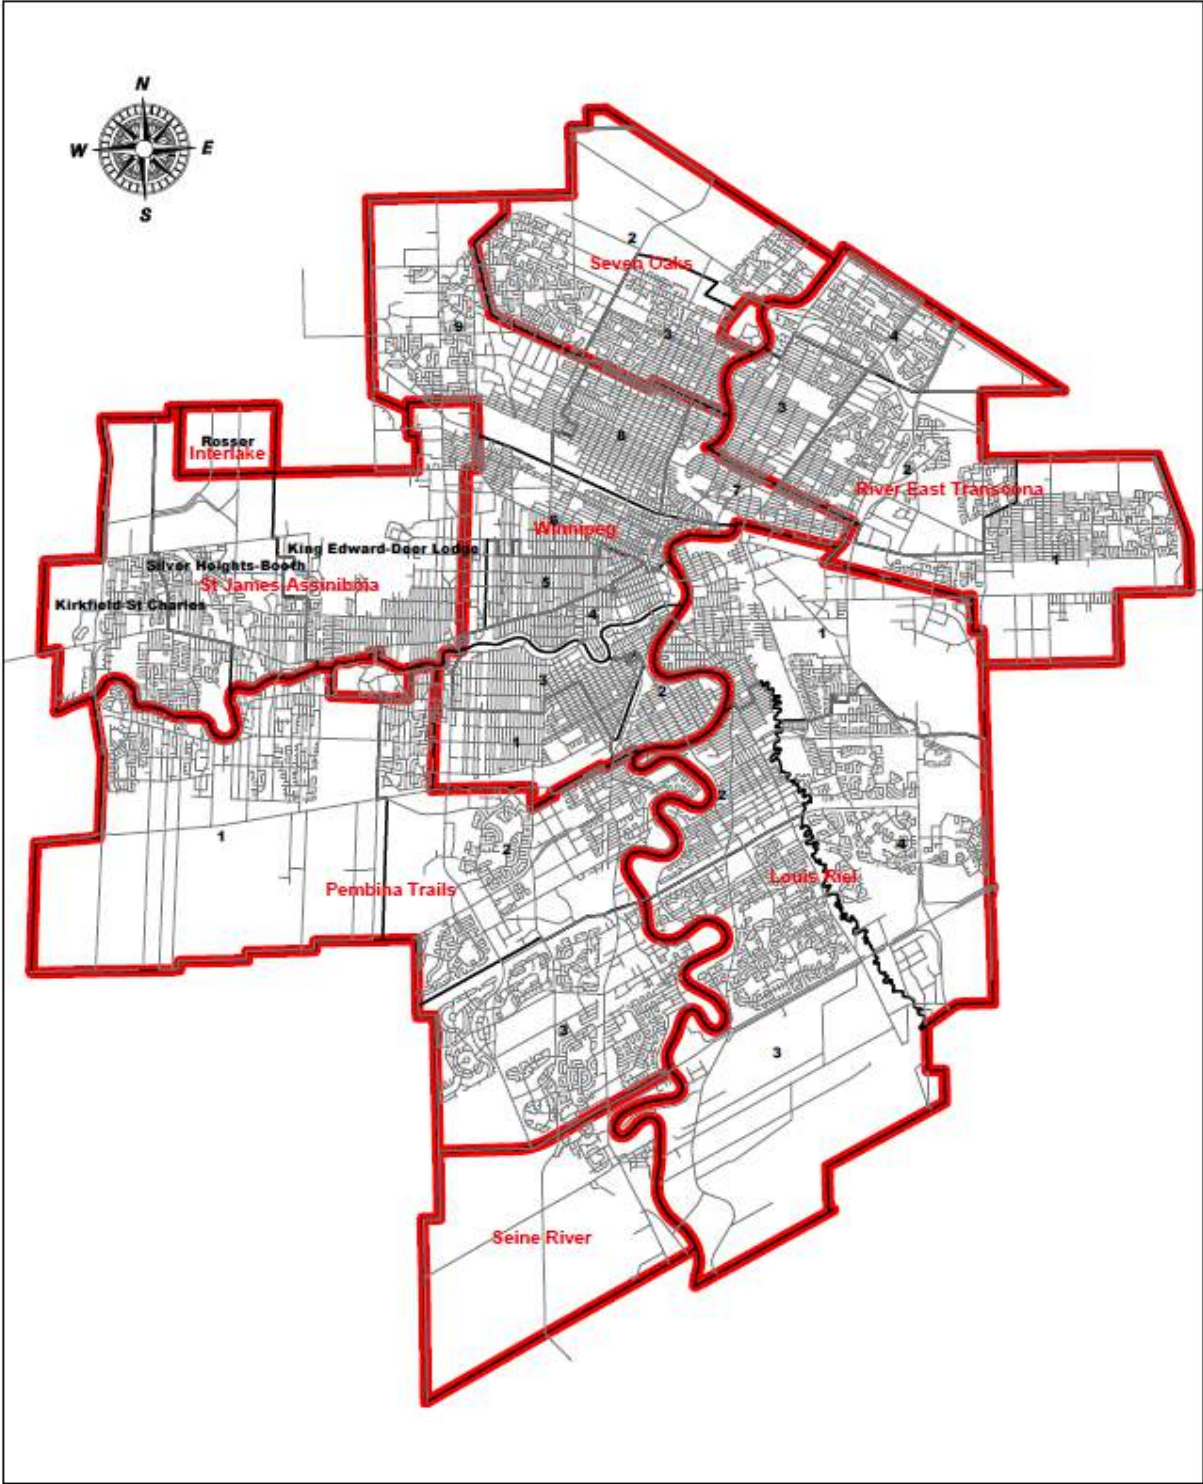 N
W
E
S
2
Seven Oaks
9
3
4
3
8
Rosser
Interlake
2
7
River East Transcona
6
Winnipeg
King Edward-Deer Lodge
1
Silver Heights-Booth
5
St James Assiniboia
Kirkfield-St Charles
4
1
3
2
1
2
1
2
4
Louis Riel
Pembina Trails
3
3
Seine River